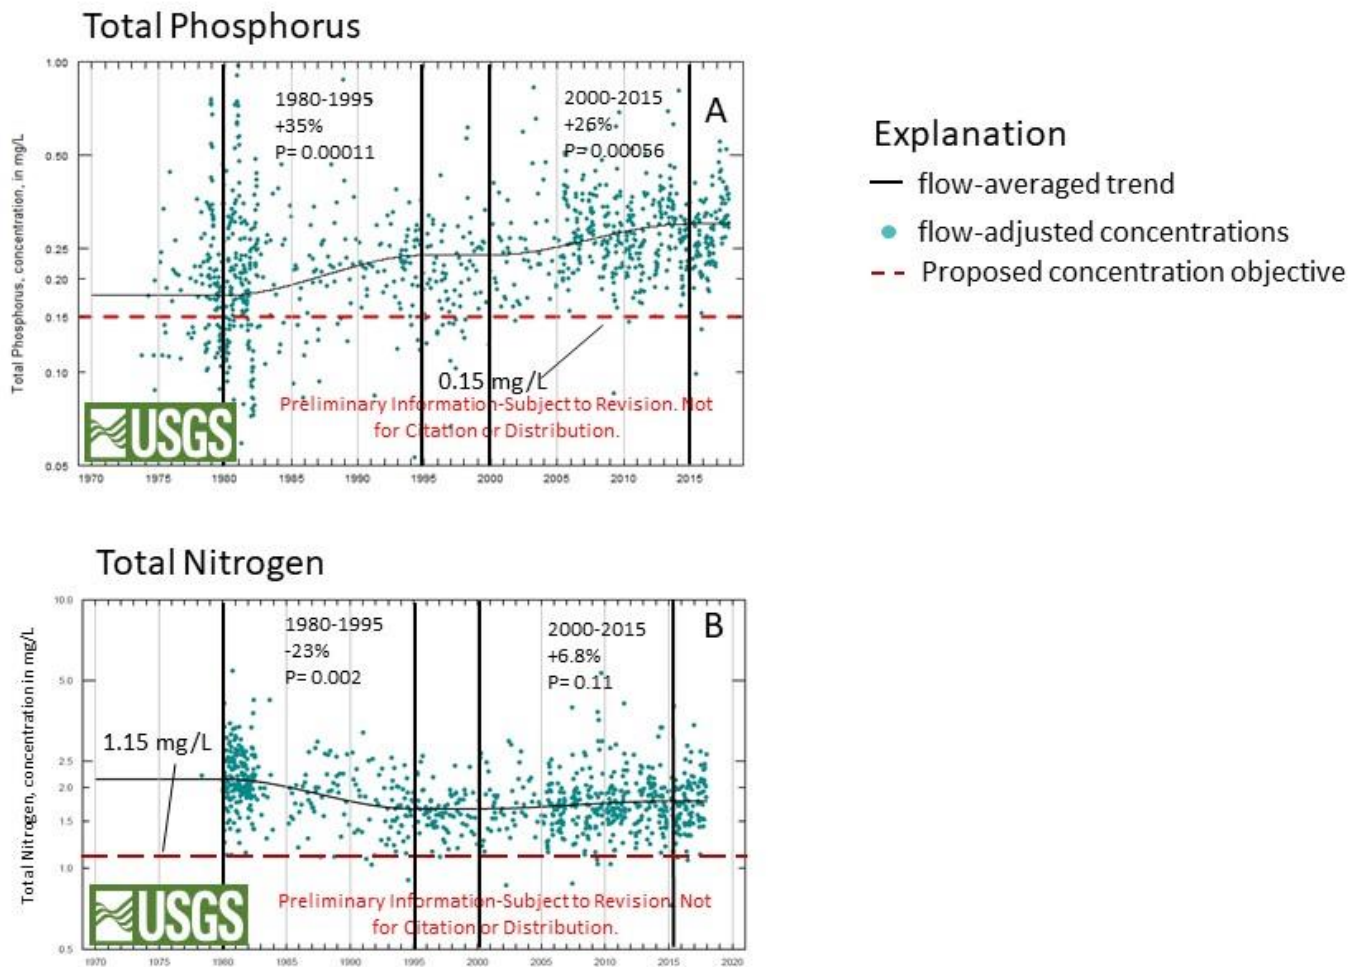 Total Phosphorus
Total Phosphorus, concentration, in mg/L
1.00
0.50
0.25
0.20
0.15
0.10
0.05
1980-1995
+35%
P= 0.00011
2000-2015
+26%
P=0.00056
A
0.15 mg/L
Preliminary Information-Subject to Revision. Not
for Citation or Distribution.
USGS
1970 1975 1980 1985 1990 1995 2000 2005 2010 2015
Explanation
flow-averaged trend
flow-adjusted concentrations
Proposed concentration objective
Total Nitrogen
Total Nitrogen, concentration in mg/L
10.0
5.0
2.5
2.0
1.5
1.0
0.5
1980-1995
-23%
P= 0.002
2000-2015
+6.8%
P= 0.11
B
1.15 mg/L
Preliminary Information-Subject to Revision. Not
for Citation or Distribution.
USGS
1970 1975 1980 1985 1990 1995 2000 2005 2010 2015 2020